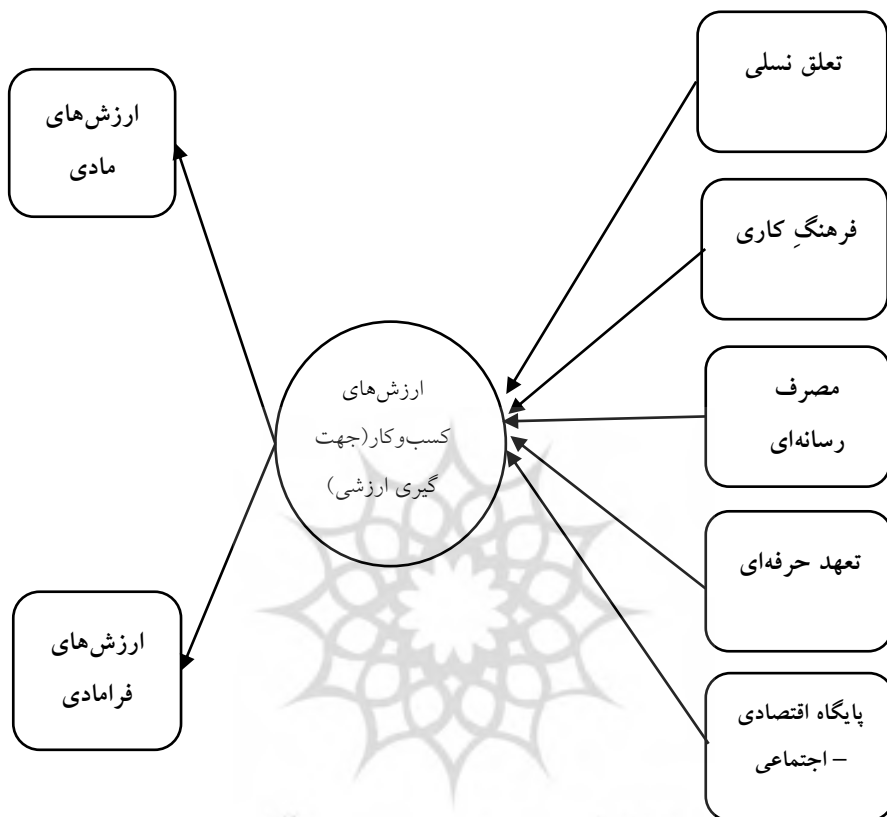 تعلق نسلی
فرهنگِ کاری
مصرف
رسانه‌ای
تعهد حرفه‌ای
پایگاه اقتصادی
– اجتماعی
ارزش‌های
کسب‌وکار(جهت
گیری ارزشی)
ارزش‌های
مادی
ارزش‌های
فرامادی